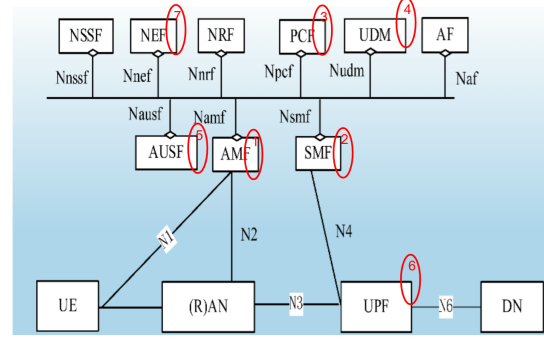 NSSF NEF 7 NRF PCF 3 UDM 4 AF
Nnssf Nnef Nnrf Npcf Nudm Naf
Nausf Namf Nsmf
AUSF 5 AMF 1 SMF 2
N1 N2 N4
6
UE (R)AN N3 UPF N6 DN